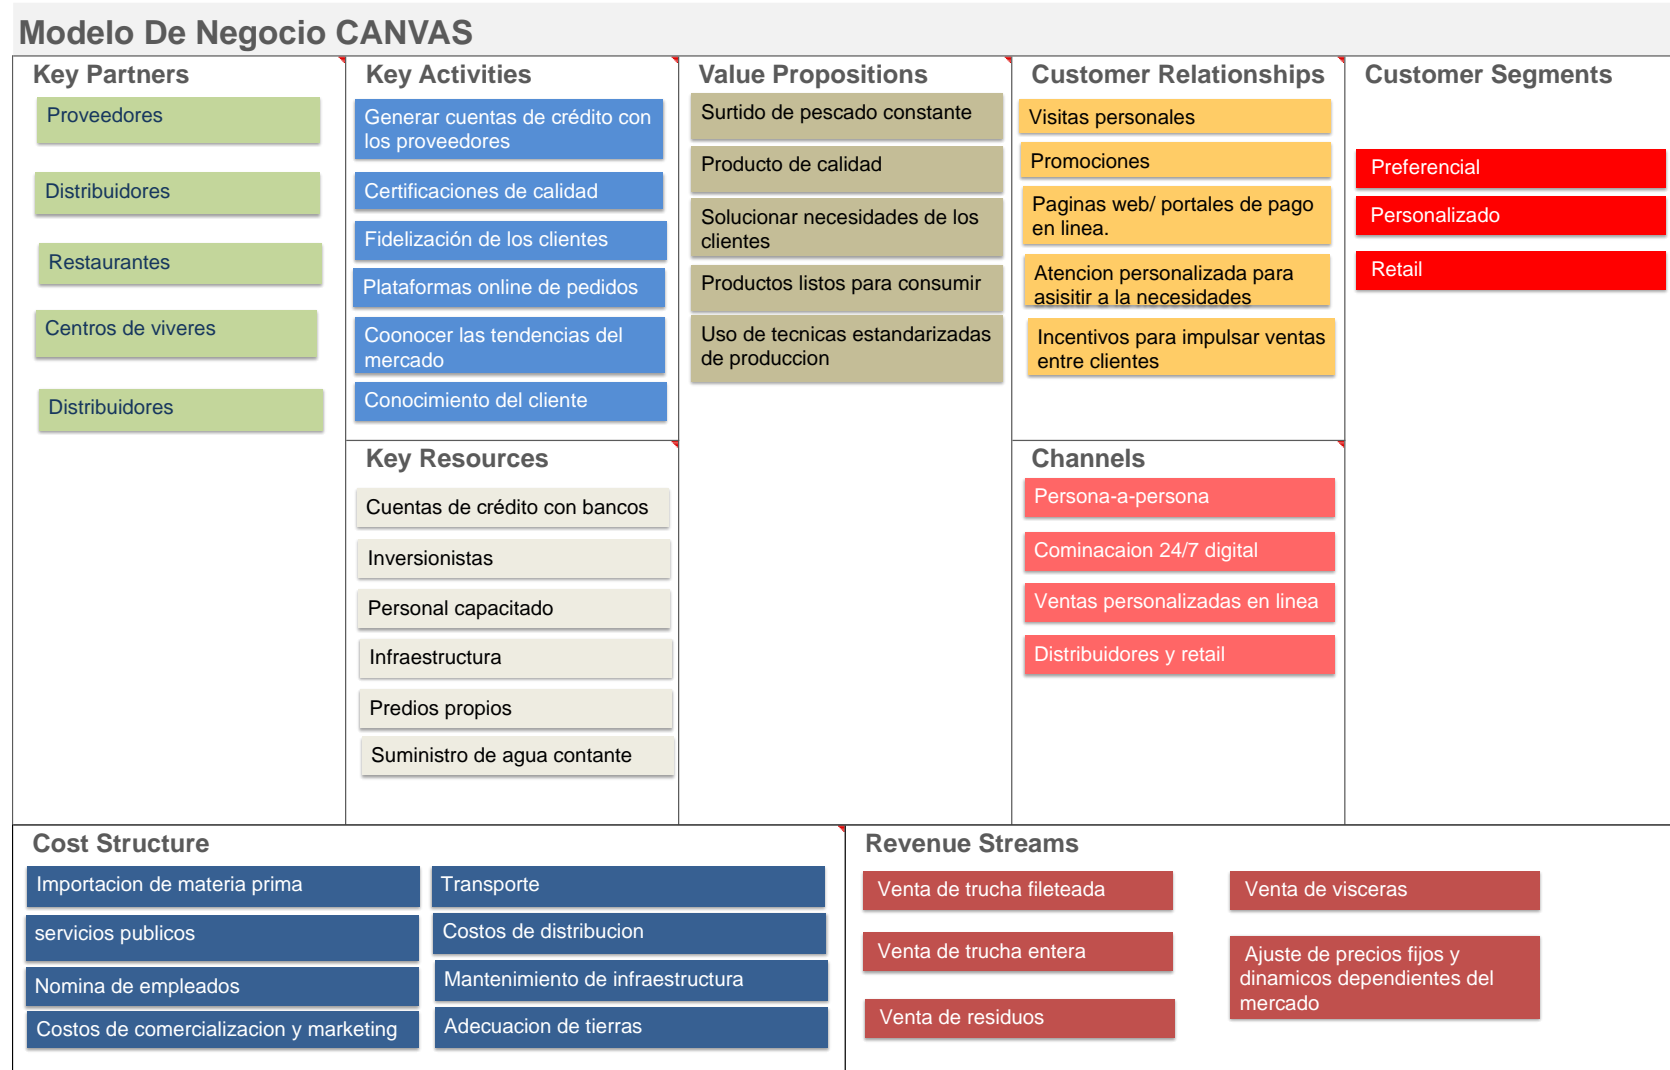 Modelo De Negocio CANVAS
Key Partners
Proveedores
Distribuidores
Restaurantes
Centros de viveres
Distribuidores
Key Activities
Generar cuentas de crédito con
los proveedores
Certificaciones de calidad
Fidelización de los clientes
Plataformas online de pedidos
Coonocer las tendencias del
mercado
Conocimiento del cliente
Key Resources
Cuentas de crédito con bancos
Inversionistas
Personal capacitado
Infraestructura
Predios propios
Suministro de agua contante
Value Propositions
Surtido de pescado constante
Producto de calidad
Solucionar necesidades de los
clientes
Productos listos para consumir
Uso de tecnicas estandarizadas
de produccion
Customer Relationships
Visitas personales
Promociones
Paginas web/ portales de pago
en linea.
Atencion personalizada para
asisitir a la necesidades
Incentivos para impulsar ventas
entre clientes
Channels
Persona-a-persona
Cominacaion 24/7 digital
Ventas personalizadas en linea
Distribuidores y retail
Customer Segments
Preferencial
Personalizado
Retail
Cost Structure
Importacion de materia prima
servicios publicos
Nomina de empleados
Costos de comercializacion y marketing
Transporte
Costos de distribucion
Mantenimiento de infraestructura
Adecuacion de tierras
Revenue Streams
Venta de trucha fileteada
Venta de trucha entera
Venta de residuos
Venta de visceras
Ajuste de precios fijos y
dinamicos dependientes del
mercado